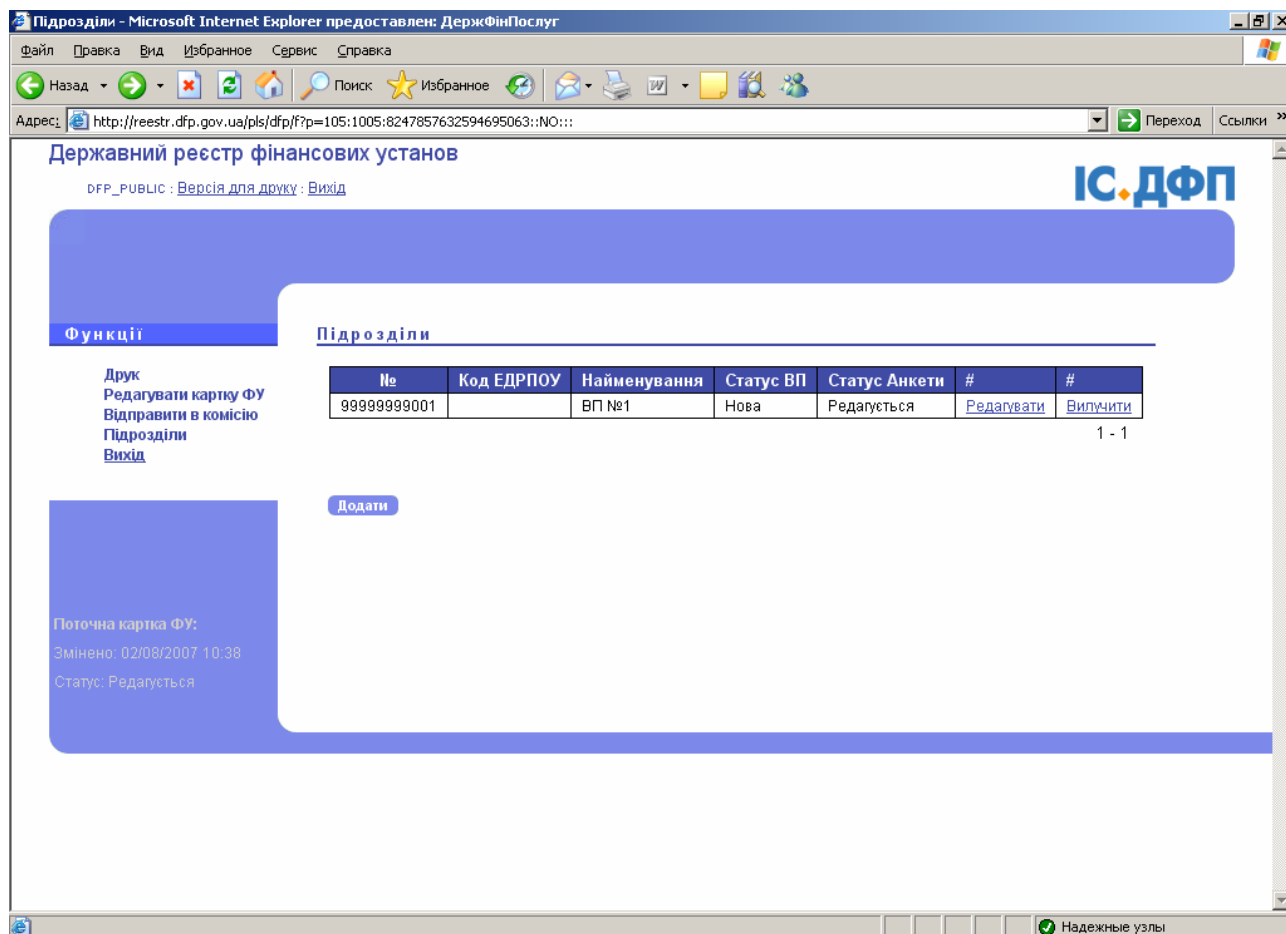 Підрозділи - Microsoft Internet Explorer предоставлен: ДержФінПослуг
Файл Правка Вид Избранное Сервис Справка
Назад Поиск Избранное
Адрес: http://reestr.dfp.gov.ua/pls/dfp/f?p=105:1005:8247857632594695063::NO::: Переход Ссылки »
Державний реєстр фінансових установ
DFP_PUBLIC : Версія для друку : Вихід
ІС.ДФП
Функції
Підрозділи
Друк
Редагувати картку ФУ
Відправити в комісію
Підрозділи
Вихід
№ Код ЕДРПОУ Найменування Статус ВП Статус Анкети # #
99999999001 ВП №1 Нова Редагується Редагувати Вилучити
1 - 1
Додати
Поточна картка ФУ:
Змінено: 02/08/2007 10:38
Статус: Редагується
Надежные узлы